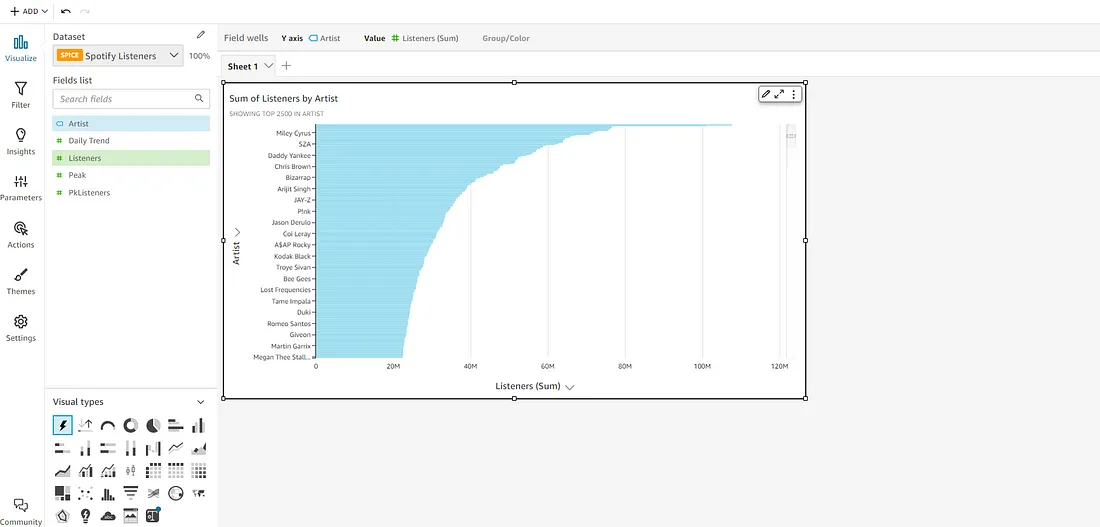 ADD
Visualize
Filter
Insights
Parameters
Actions
Themes
Settings
Community
Dataset
SPICE Spotify Listeners 100%
Fields list
Search fields
Artist
Daily Trend
Listeners
Peak
PkListeners
Visual types
Field wells Y axis Artist Value Listeners (Sum) Group/Color
Sheet 1
Sum of Listeners by Artist
SHOWING TOP 2500 IN ARTIST
Artist
Miley Cyrus
SZA
Daddy Yankee
Chris Brown
Bizarrap
Arijit Singh
JAY-Z
P!nk
Jason Derulo
Coi Leray
A$AP Rocky
Kodak Black
Troye Sivan
Bee Gees
Lost Frequencies
Tame Impala
Duki
Romeo Santos
Giveon
Martin Garrix
Megan Thee Stall...
0 20M 40M 60M 80M 100M 120M
Listeners (Sum)